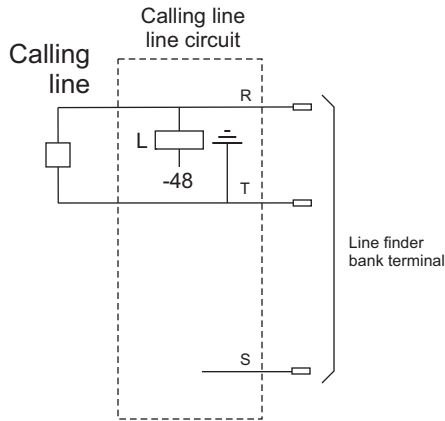 Calling line
line circuit
Calling
line
R
L
-48
T
Line finder
bank terminal
S